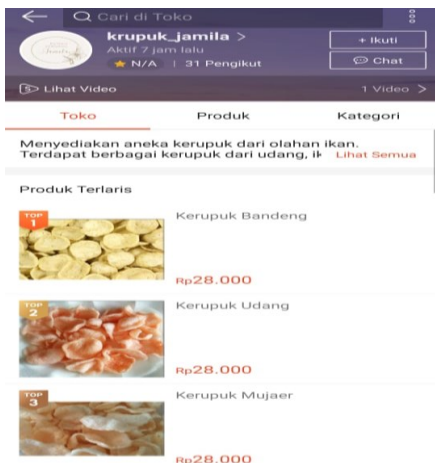 Cari di Toko
krupuk_jamila >
Aktif 7 jam lalu
N/A | 31 Pengikut
+ Ikuti
Chat
Lihat Video
1 Video >
Toko Produk Kategori
Menyediakan aneka kerupuk dari olahan ikan.
Terdapat berbagai kerupuk dari udang, ik Lihat Semua
Produk Terlaris
TOP
1
Kerupuk Bandeng
Rp28.000
TOP
2
Kerupuk Udang
Rp28.000
TOP
3
Kerupuk Mujaer
Rp28.000